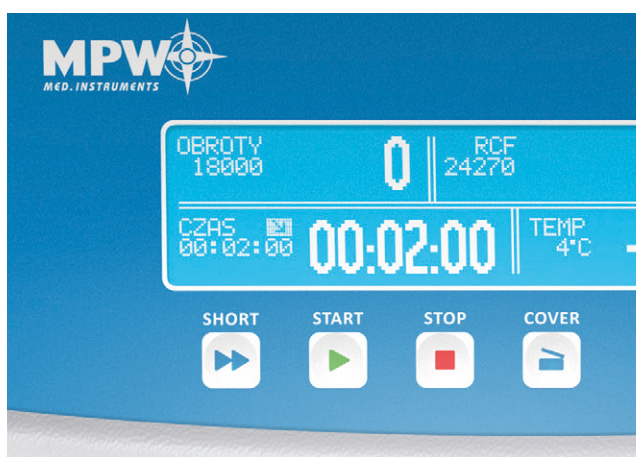 MPW
MED. INSTRUMENTS
OBROTY
18000
0
RCF
24270
CZAS
00:02:00
00:02:00
TEMP
4°C
SHORT
START
STOP
COVER